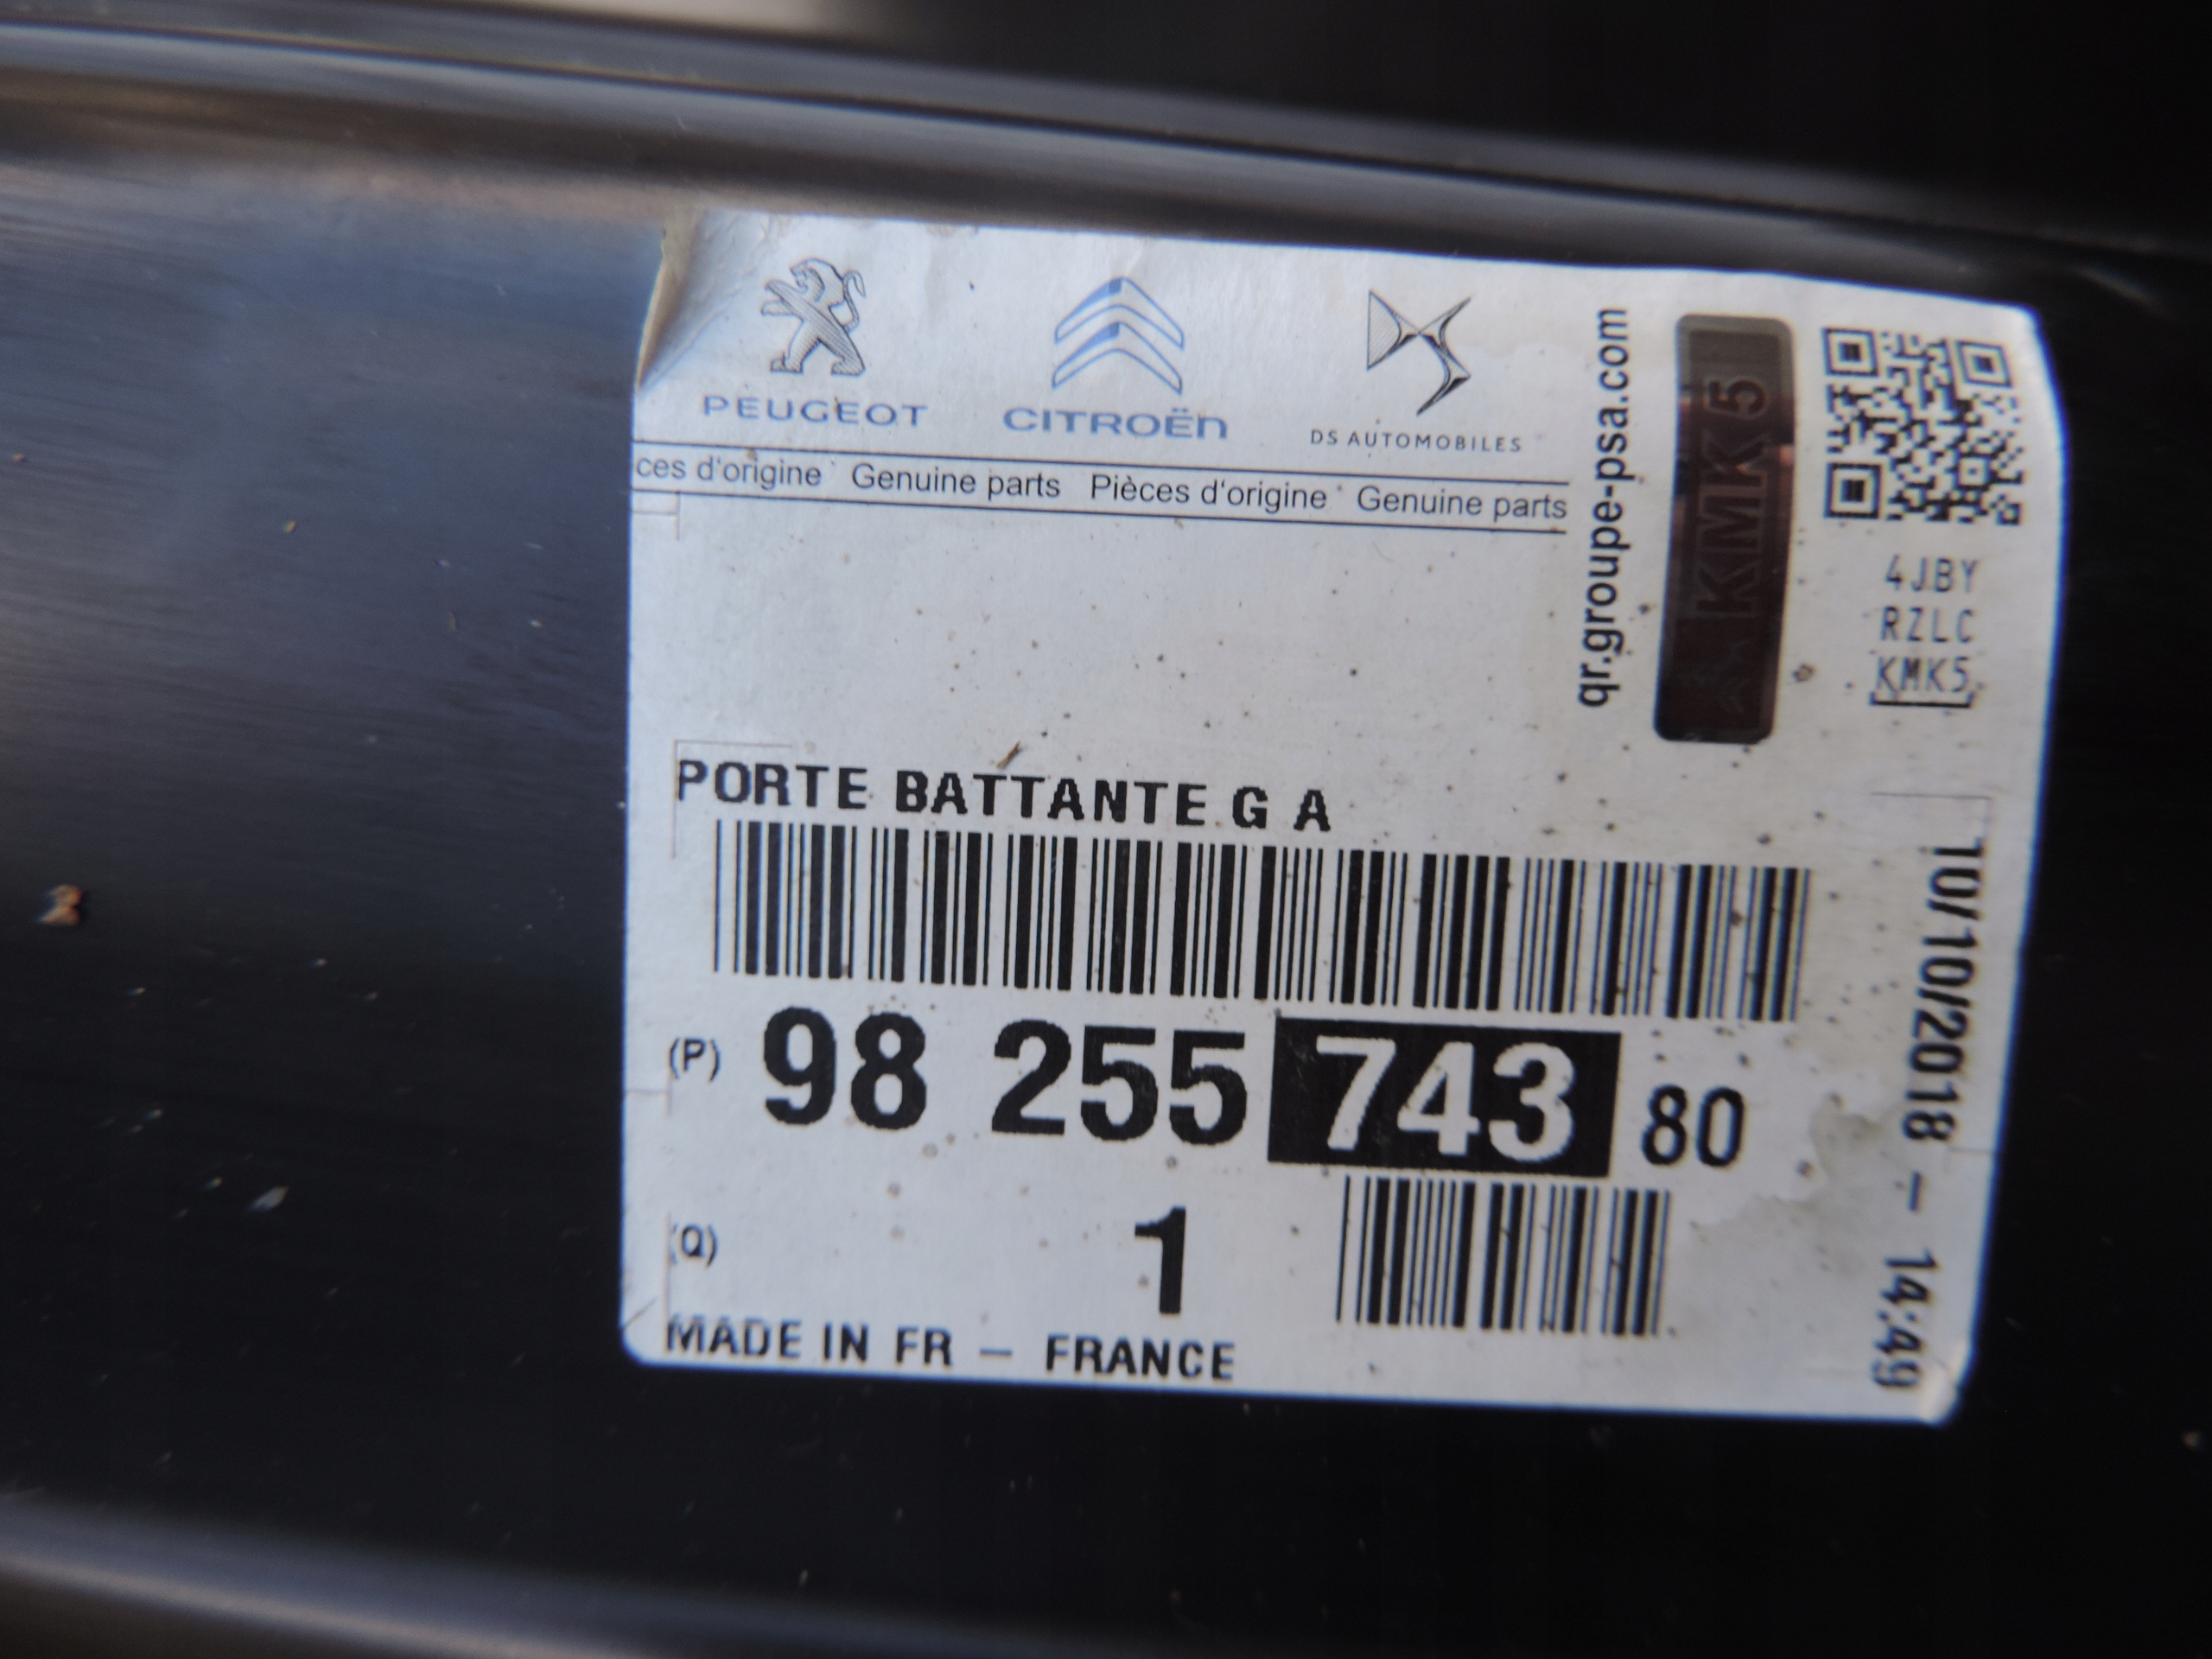 PEUGEOT
CITROËN
DS AUTOMOBILES
ces d'origine Genuine parts Pièces d'origine Genuine parts
qr.groupe-psa.com
KMK5
4JBY
RZLC
KMK5
PORTE BATTANTE G A
(P) 98 255 743 80
(Q) 1
MADE IN FR - FRANCE
10/10/2018 - 14:49